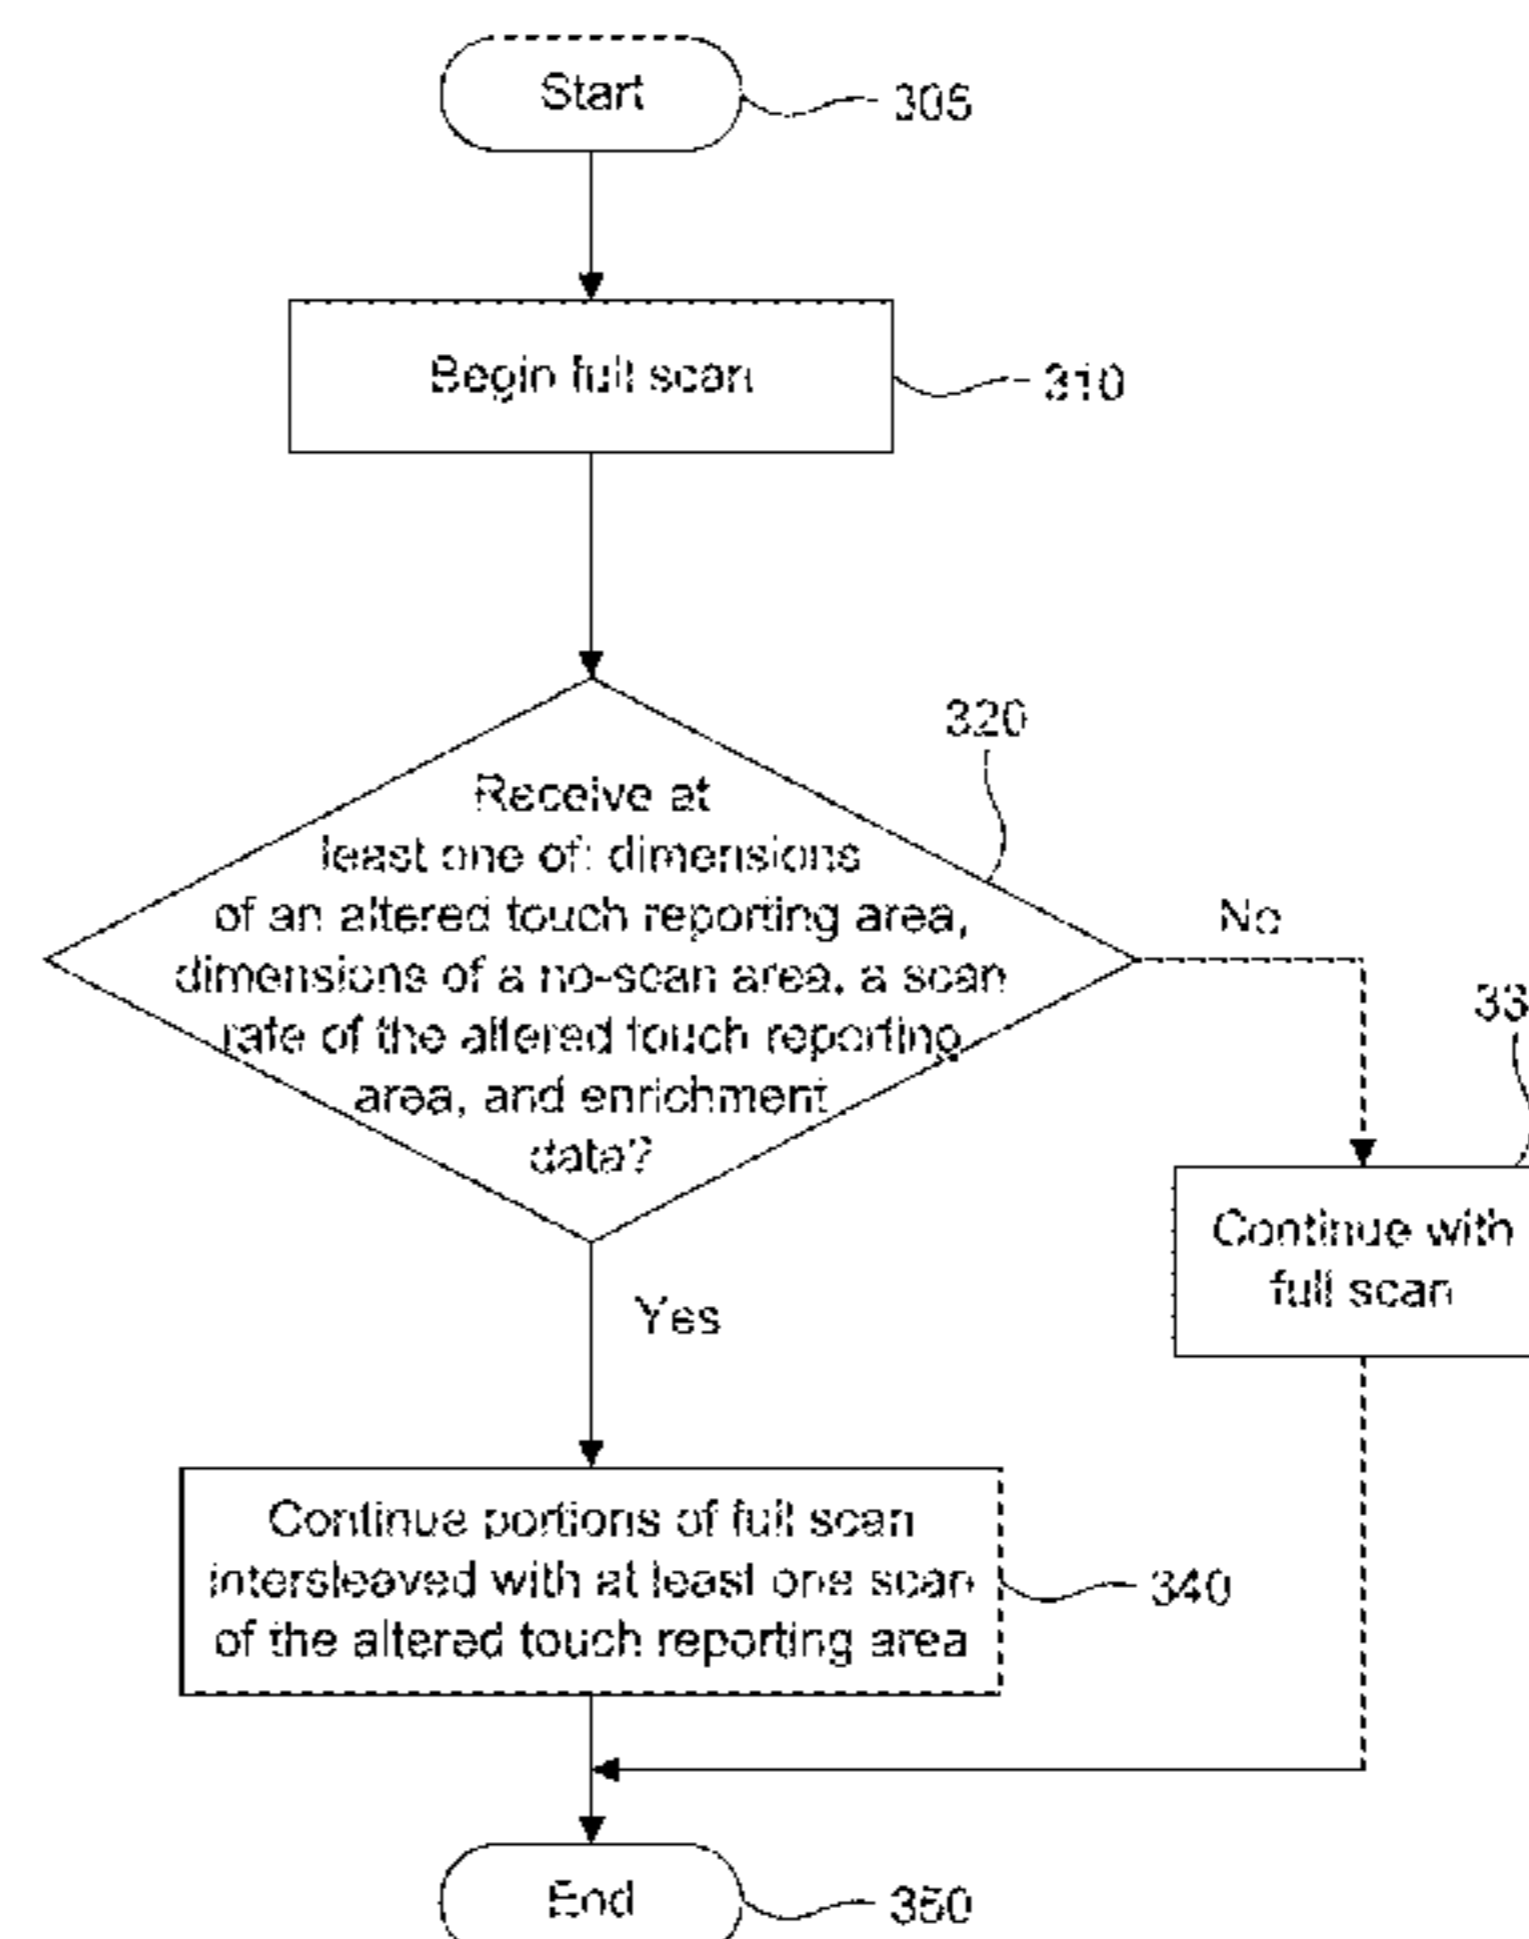 Start
305
Begin full scan
310
320
Receive at
least one of: dimensions
of an altered touch reporting area,
dimensions of a no-scan area, a scan
rate of the altered touch reporting
area, and enrichment
data?
No
33
Continue with
full scan
Yes
Continue portions of full scan
intersleaved with at least one scan
of the altered touch reporting area
340
End
350